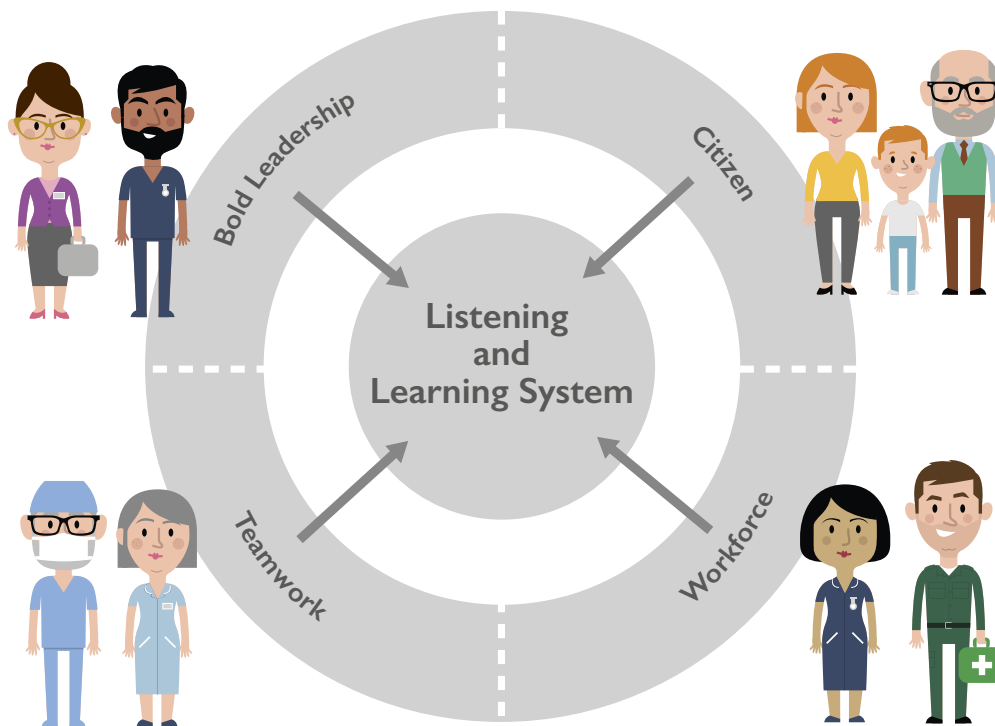 Bold Leadership
Citizen
Listening
and
Learning System
Teamwork
Workforce